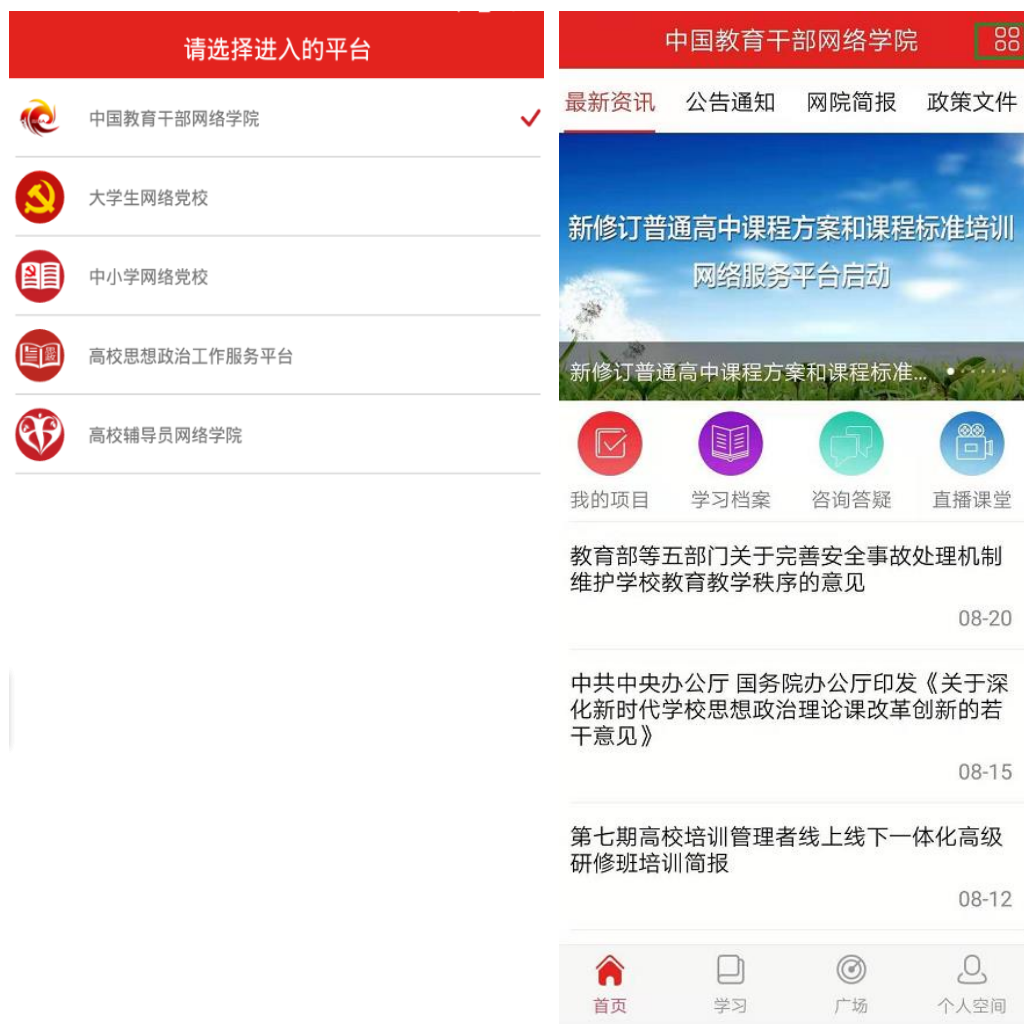 请选择进入的平台
中国教育干部网络学院
大学生网络党校
中小学网络党校
高校思想政治工作服务平台
高校辅导员网络学院
中国教育干部网络学院
最新资讯 公告通知 网院简报 政策文件
新修订普通高中课程方案和课程标准培训
网络服务平台启动
新修订普通高中课程方案和课程标准...
我的项目 学习档案 咨询答疑 直播课堂
教育部等五部门关于完善安全事故处理机制
维护学校教育教学秩序的意见
08-20
中共中央办公厅 国务院办公厅印发《关于深
化新时代学校思想政治理论课改革创新的若
干意见》
08-15
第七期高校培训管理者线上线下一体化高级
研修班培训简报
08-12
首页 学习 广场 个人空间